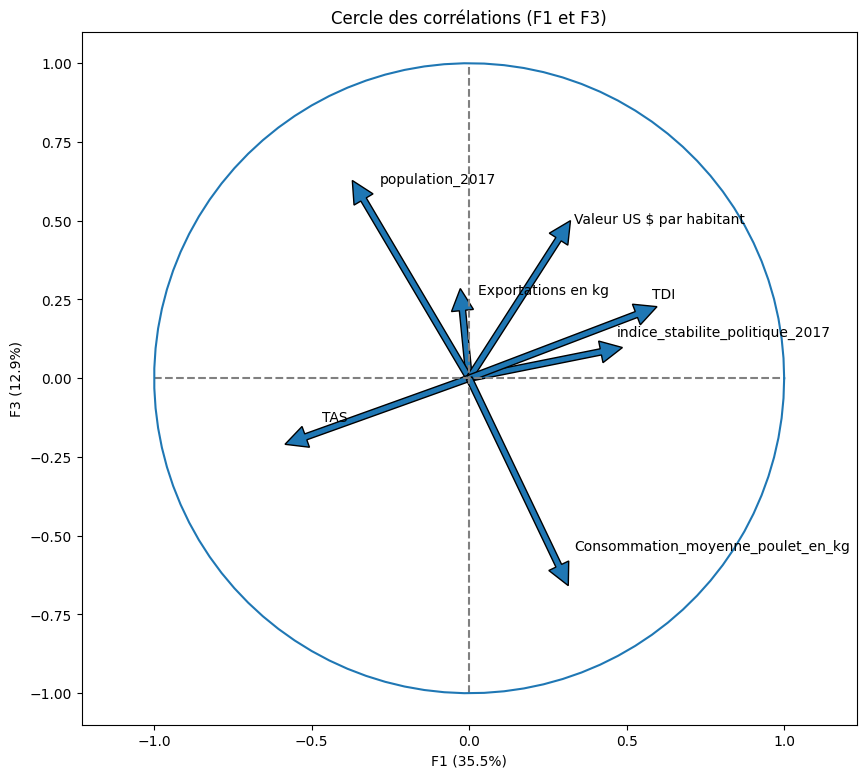 Cercle des corrélations (F1 et F3)
1.00
0.75
population_2017
0.50
Valeur US $ par habitant
Exportations en kg
TDI
0.25
indice_stabilite_politique_2017
F3 (12.9%)
0.00
TAS
−0.25
−0.50
Consommation_moyenne_poulet_en_kg
−0.75
−1.00
−1.0 −0.5 0.0 0.5 1.0
F1 (35.5%)